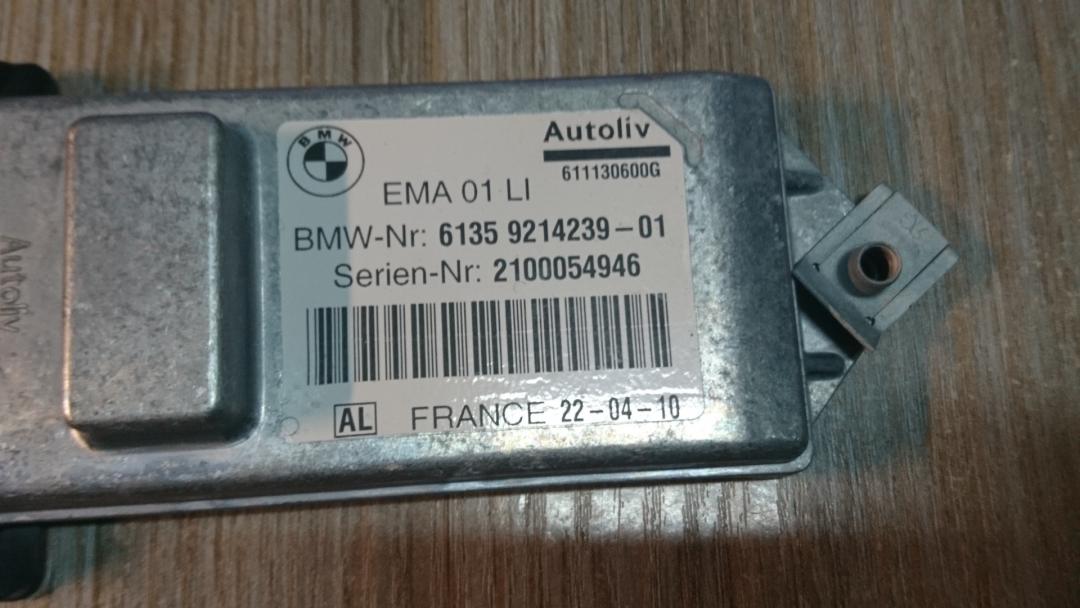 BMW
Autoliv
611130600G
EMA 01 LI
BMW-Nr: 6135 9214239-01
Serien-Nr: 2100054946
AL FRANCE 22-04-10
Autoliv